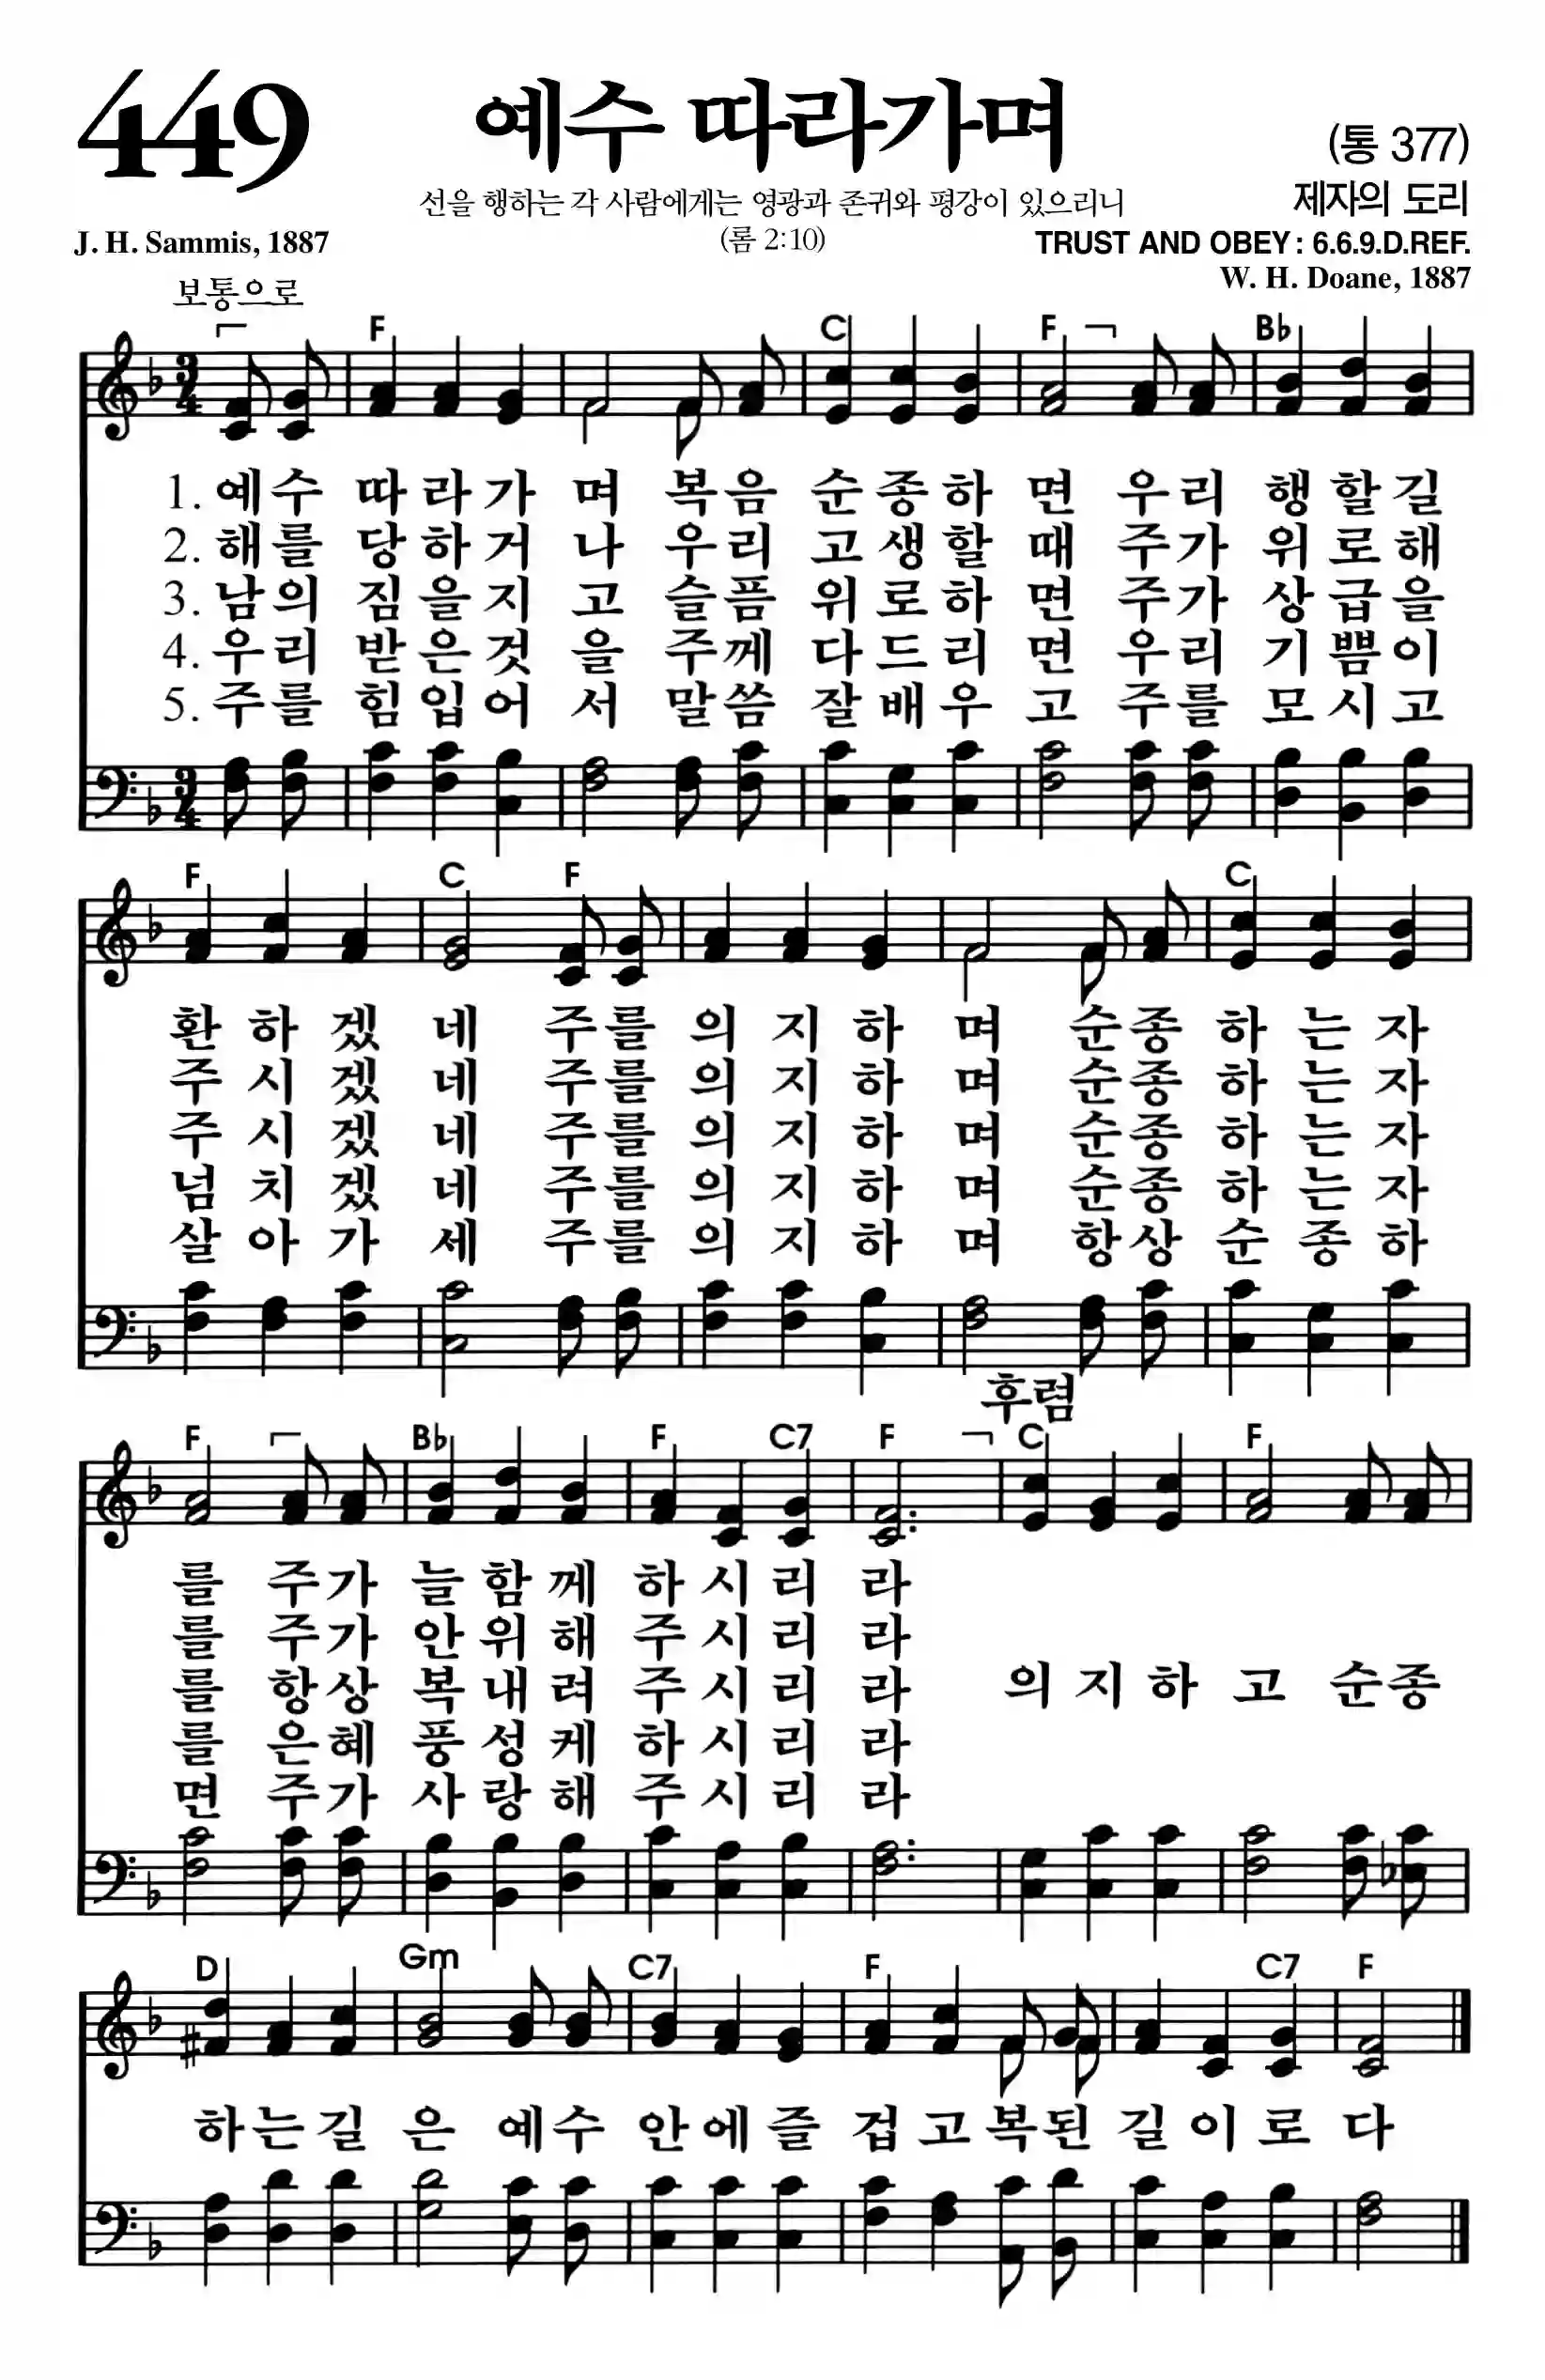 449
예수 따라가며
(통 377)
선을 행하는 각 사람에게는 영광과 존귀와 평강이 있으리니
제자의 도리
J. H. Sammis, 1887
(롬 2:10)
TRUST AND OBEY : 6.6.9.D.REF.
W. H. Doane, 1887
보통으로
F C F B♭
3 4
1. 예수 따라가 며 복음 순종하 면 우리 행할길
2. 해를 당하거 나 우리 고생할 때 주가 위로해
3. 남의 짐을지 고 슬픔 위로하 면 주가 상급을
4. 우리 받은것 을 주께 다드리 면 우리 기쁨이
5. 주를 힘입어 서 말씀 잘배우 고 주를 모시고
3 4
F C F C
환 하 겠 네 주를 의 지 하 며 순종 하 는 자
주 시 겠 네 주를 의 지 하 며 순종 하 는 자
주 시 겠 네 주를 의 지 하 며 순종 하 는 자
넘 치 겠 네 주를 의 지 하 며 순종 하 는 자
살 아 가 세 주를 의 지 하 며 항상 순 종 하
후렴
F B♭ F C7 F C F
를 주가 늘 함 께 하 시 리 라
를 주가 안 위 해 주 시 리 라
를 항상 복 내 려 주 시 리 라 의 지 하 고 순종
를 은혜 풍 성 케 하 시 리 라
면 주가 사 랑 해 주 시 리 라
D Gm C7 F C7 F
하는길 은 예수 안에즐 겁고복된 길이로 다